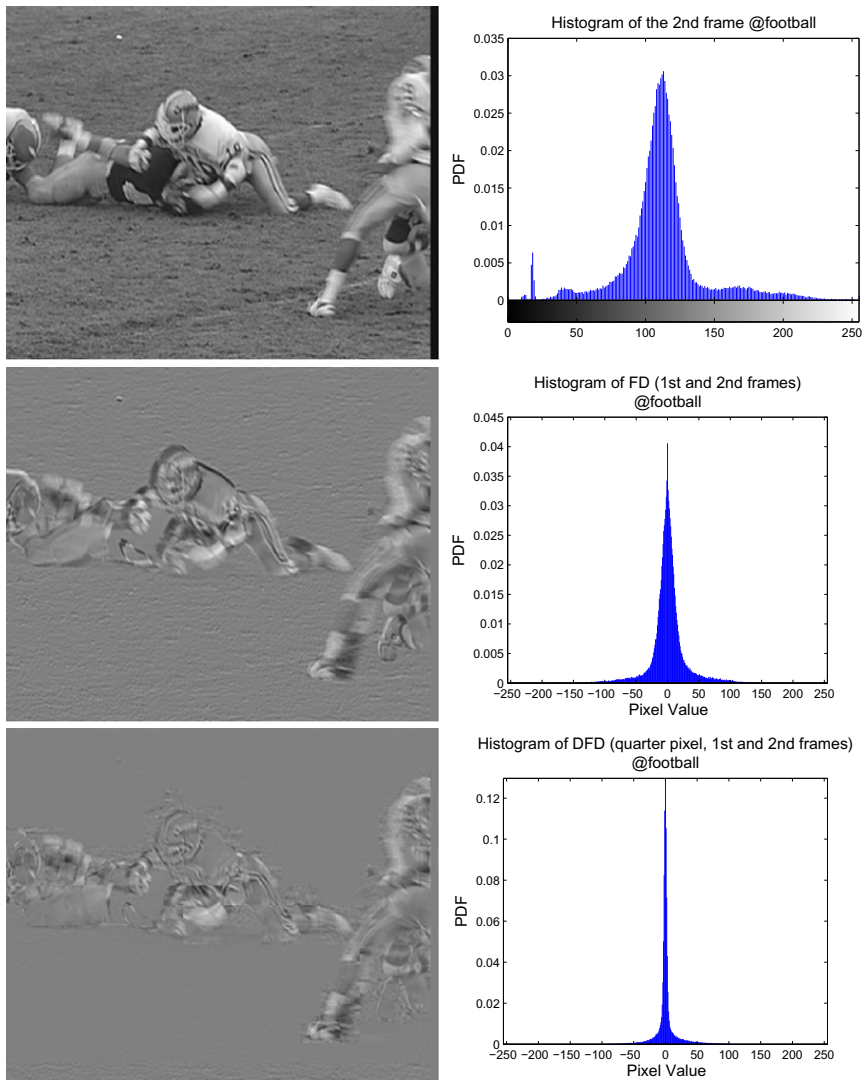 Histogram of the 2nd frame @football
0.035
0.03
0.025
0.02
0.015
0.01
0.005
0
PDF
0 50 100 150 200 250
Histogram of FD (1st and 2nd frames)
@football
0.045
0.04
0.035
0.03
0.025
0.02
0.015
0.01
0.005
0
PDF
−250 −200 −150 −100 −50 0 50 100 150 200 250
Pixel Value
Histogram of DFD (quarter pixel, 1st and 2nd frames)
@football
0.12
0.1
0.08
0.06
0.04
0.02
0
PDF
−250 −200 −150 −100 −50 0 50 100 150 200 250
Pixel Value